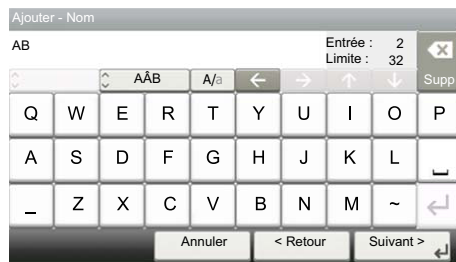 Ajouter - Nom
AB
Entrée : 2
Limite : 32
AÂB A/a ← → ↑ ↓ Supp
Q W E R T Y U I O P
A S D F G H J K L
_ Z X C V B N M ~
Annuler < Retour Suivant >